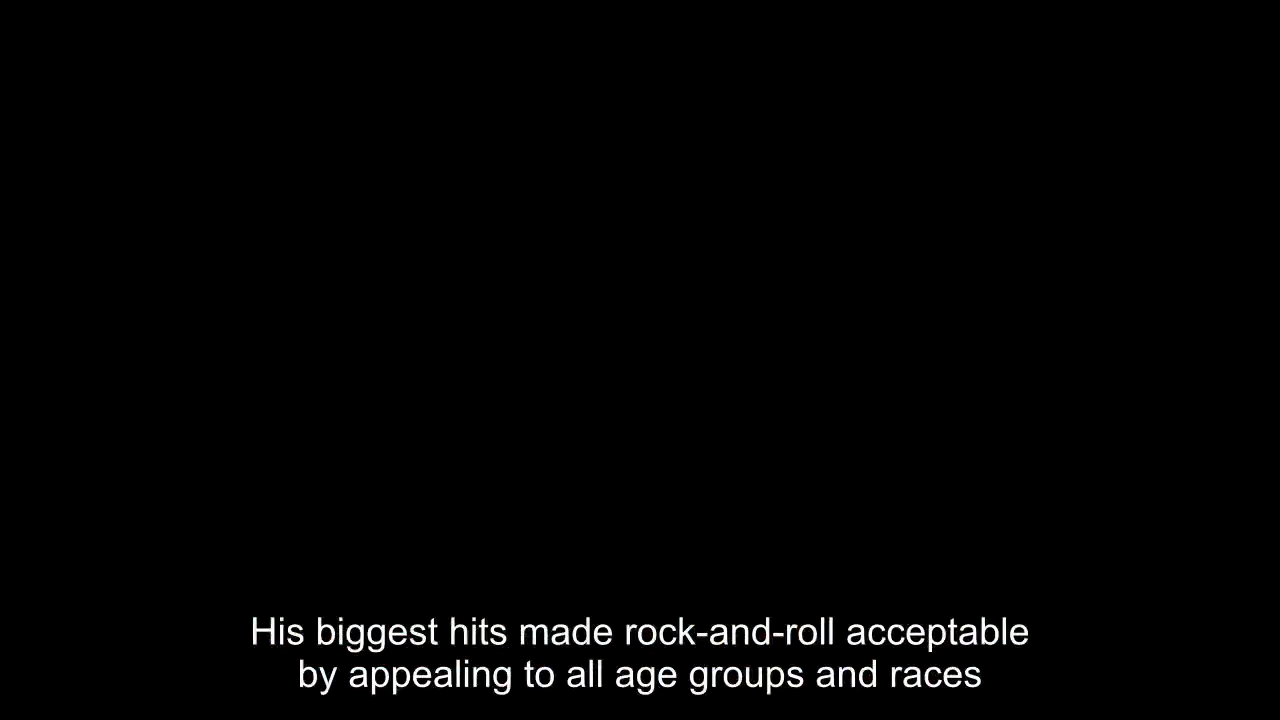 His biggest hits made rock-and-roll acceptable
by appealing to all age groups and races